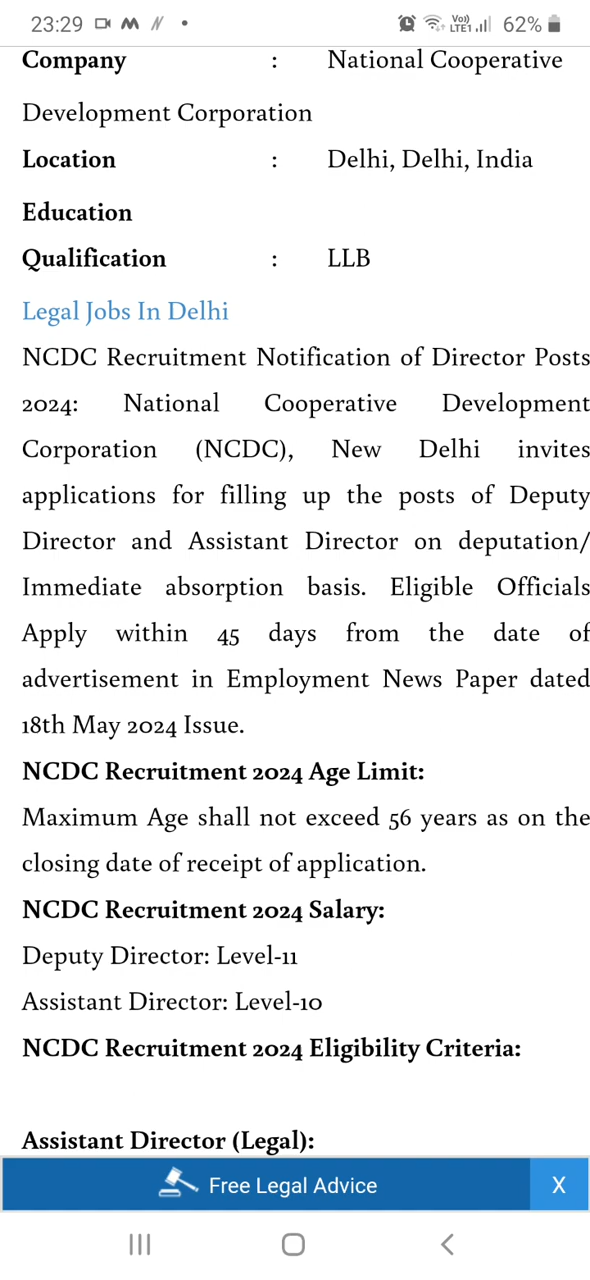 23:29 62%
Vo)) LTE1
Company : National Cooperative
Development Corporation
Location : Delhi, Delhi, India
Education
Qualification : LLB
Legal Jobs In Delhi
NCDC Recruitment Notification of Director Posts
2024: National Cooperative Development
Corporation (NCDC), New Delhi invites
applications for filling up the posts of Deputy
Director and Assistant Director on deputation/
Immediate absorption basis. Eligible Officials
Apply within 45 days from the date of
advertisement in Employment News Paper dated
18th May 2024 Issue.
NCDC Recruitment 2024 Age Limit:
Maximum Age shall not exceed 56 years as on the
closing date of receipt of application.
NCDC Recruitment 2024 Salary:
Deputy Director: Level-11
Assistant Director: Level-10
NCDC Recruitment 2024 Eligibility Criteria:
Assistant Director (Legal):
Free Legal Advice X